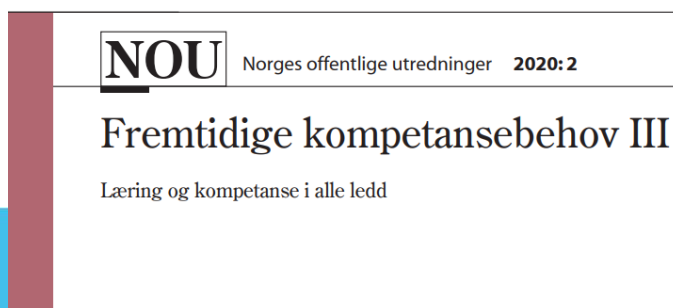 NOU Norges offentlige utredninger 2020: 2
Fremtidige kompetansebehov III
Læring og kompetanse i alle ledd